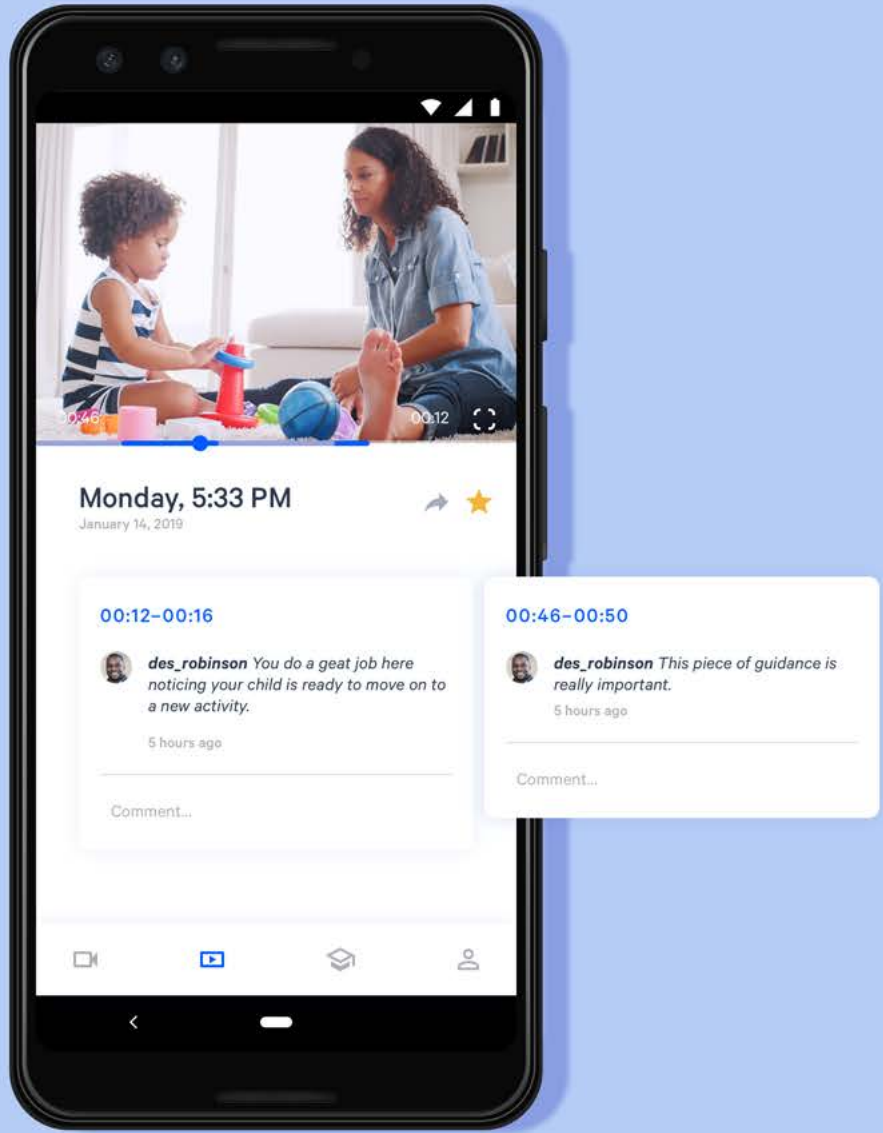 00:46
00:12
Monday, 5:33 PM
January 14, 2019
00:12–00:16
des_robinson You do a geat job here
noticing your child is ready to move on to
a new activity.
5 hours ago
Comment...
00:46–00:50
des_robinson This piece of guidance is
really important.
5 hours ago
Comment...